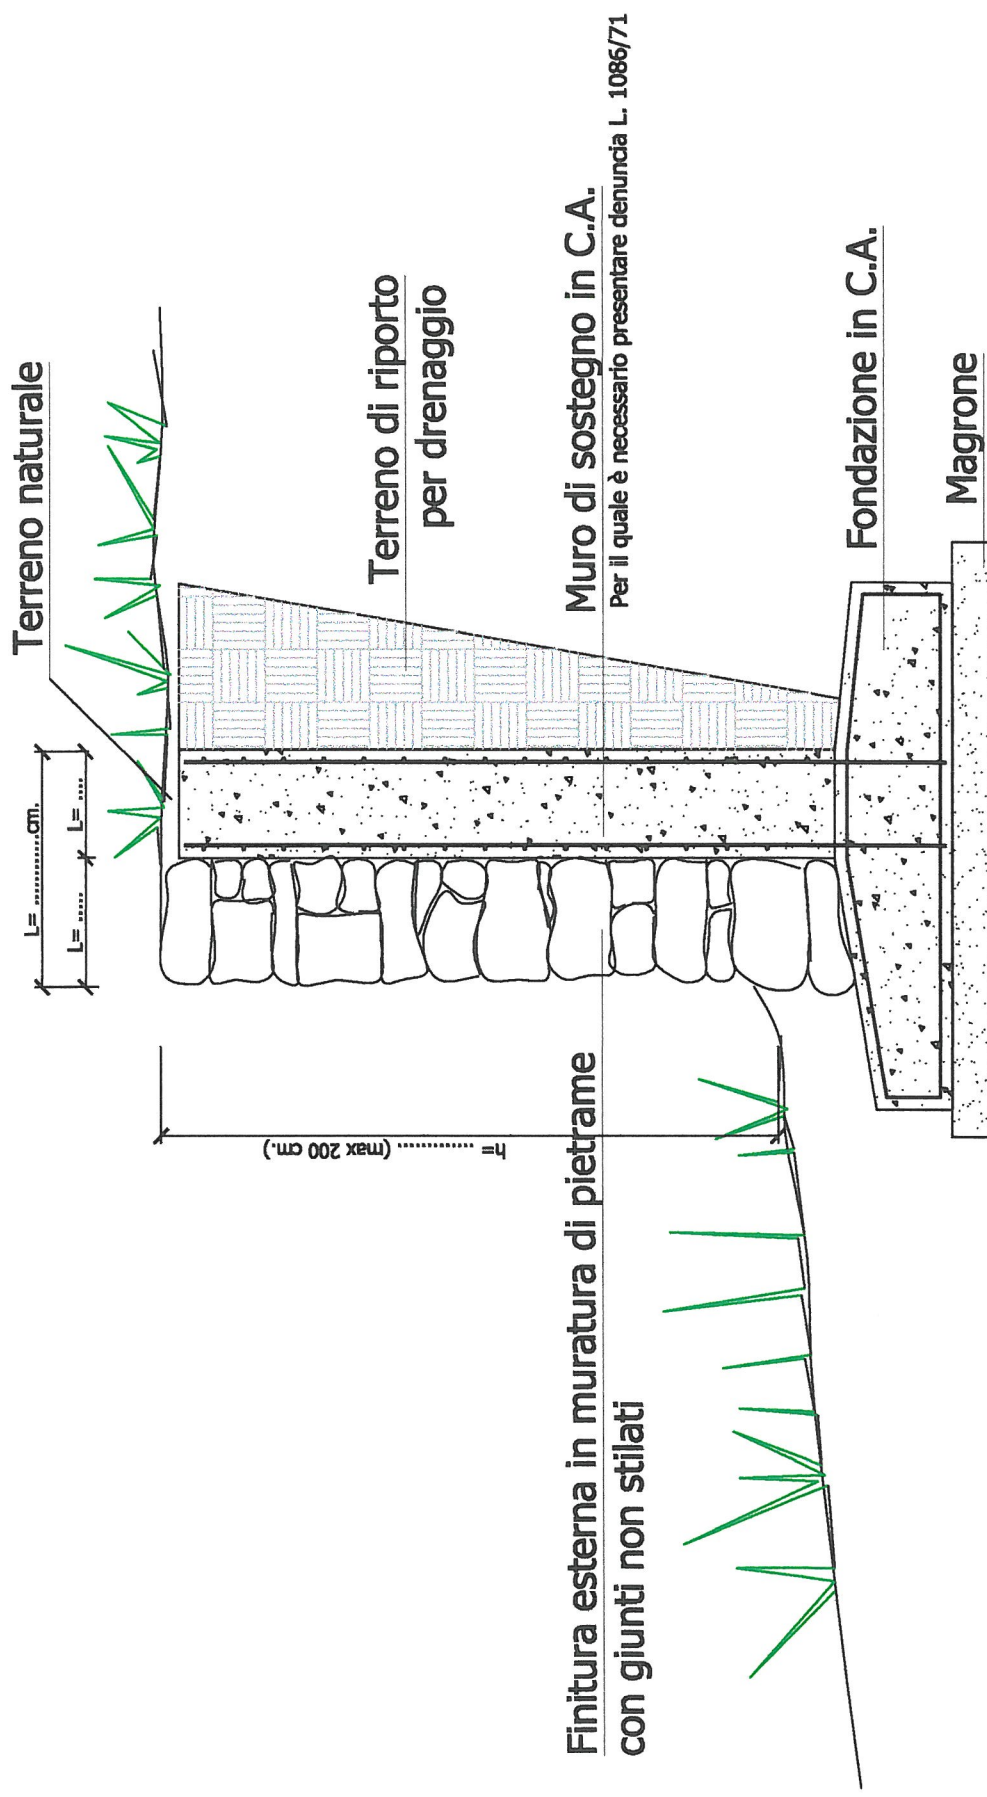 Terreno naturale
L= ................cm.
L= ......
L= .....
Terreno di riporto
per drenaggio
h= ........... (max 200 cm.)
Muro di sostegno in C.A.
Per il quale è necessario presentare denuncia L. 1086/71
Finitura esterna in muratura di pietrame
con giunti non stilati
Fondazione in C.A.
Magrone